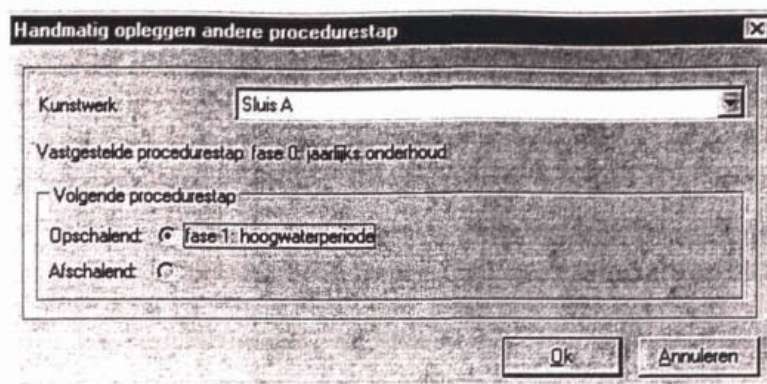 Handmatig opleggen andere procedurestap
Kunstwerk: Sluis A
Vastgestelde procedurestap: fase 0: jaarlijks onderhoud
Volgende procedurestap
Opschalend: fase 1: hoogwaterperiode
Afschalend:
Ok Annuleren